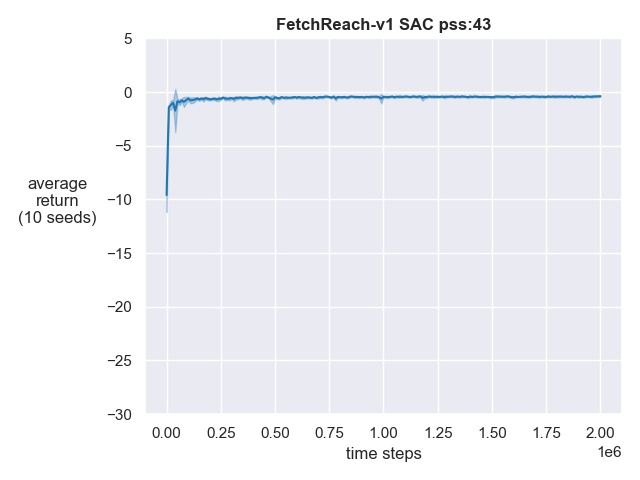 FetchReach-v1 SAC pss:43
5
0
−5
−10
−15
−20
−25
−30
average
return
(10 seeds)
0.00 0.25 0.50 0.75 1.00 1.25 1.50 1.75 2.00
time steps
1e6